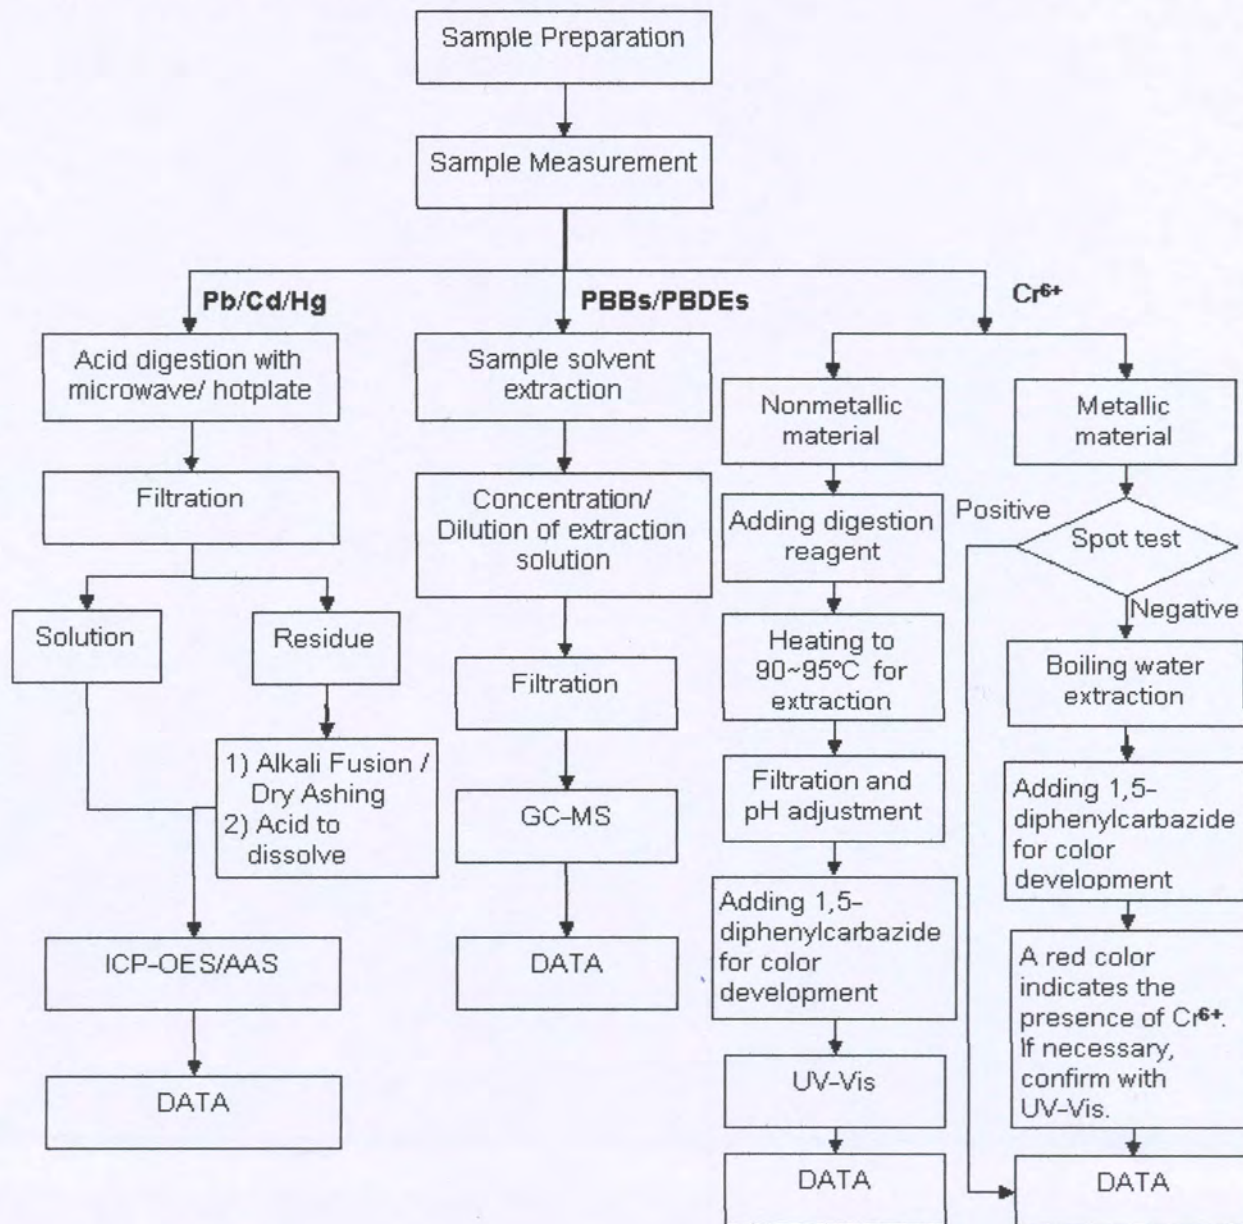 Sample Preparation
Sample Measurement
Pb/Cd/Hg
PBBs/PBDEs
Cr⁶⁺
Acid digestion with
microwave/ hotplate
Filtration
Solution
Residue
1) Alkali Fusion /
Dry Ashing
2) Acid to
dissolve
ICP-OES/AAS
DATA
Sample solvent
extraction
Concentration/
Dilution of extraction
solution
Filtration
GC-MS
DATA
Nonmetallic
material
Adding digestion
reagent
Heating to
90~95°C for
extraction
Filtration and
pH adjustment
Adding 1,5-
diphenylcarbazide
for color
development
UV-Vis
DATA
Metallic
material
Positive
Spot test
Negative
Boiling water
extraction
Adding 1,5-
diphenylcarbazide
for color
development
A red color
indicates the
presence of Cr⁶⁺.
If necessary,
confirm with
UV-Vis.
DATA